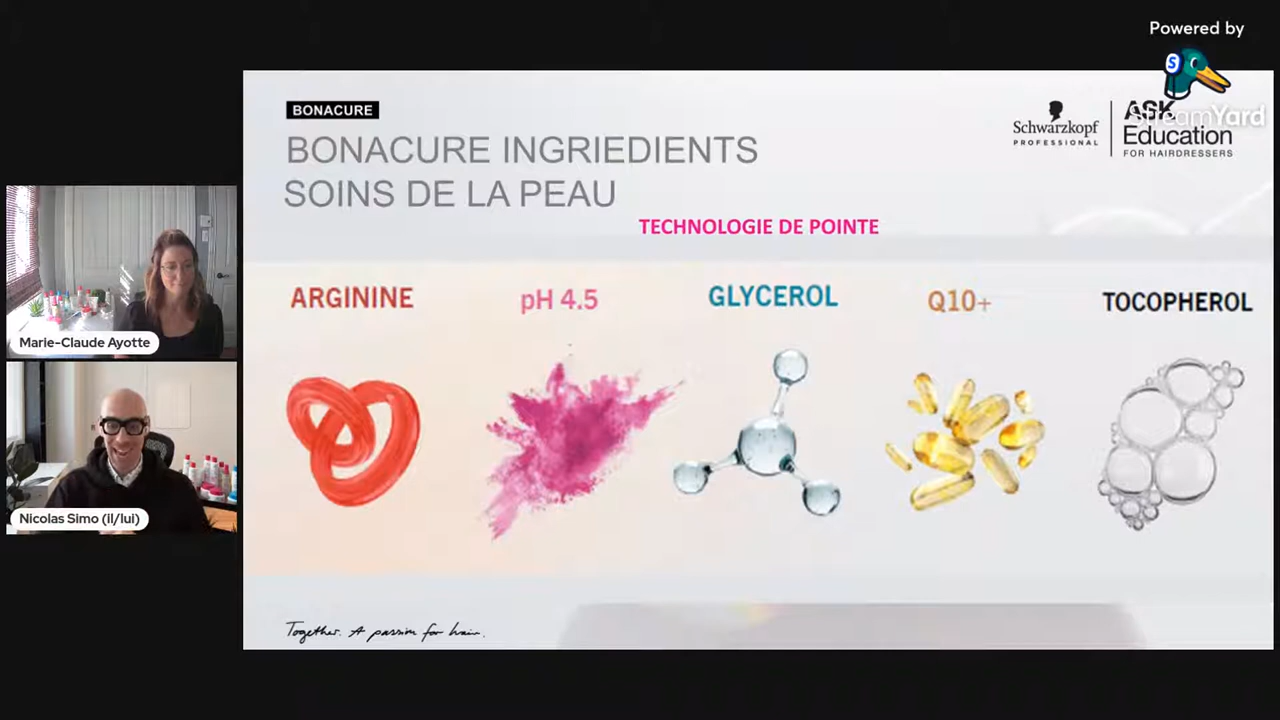 Powered by
StreamYard
BONACURE
BONACURE INGRIEDIENTS
SOINS DE LA PEAU
TECHNOLOGIE DE POINTE
Schwarzkopf
PROFESSIONAL
ASK
Education
FOR HAIRDRESSERS
ARGININE
pH 4.5
GLYCEROL
Q10+
TOCOPHEROL
Marie-Claude Ayotte
Nicolas Simo (il/lui)
Together. A passion for hair.